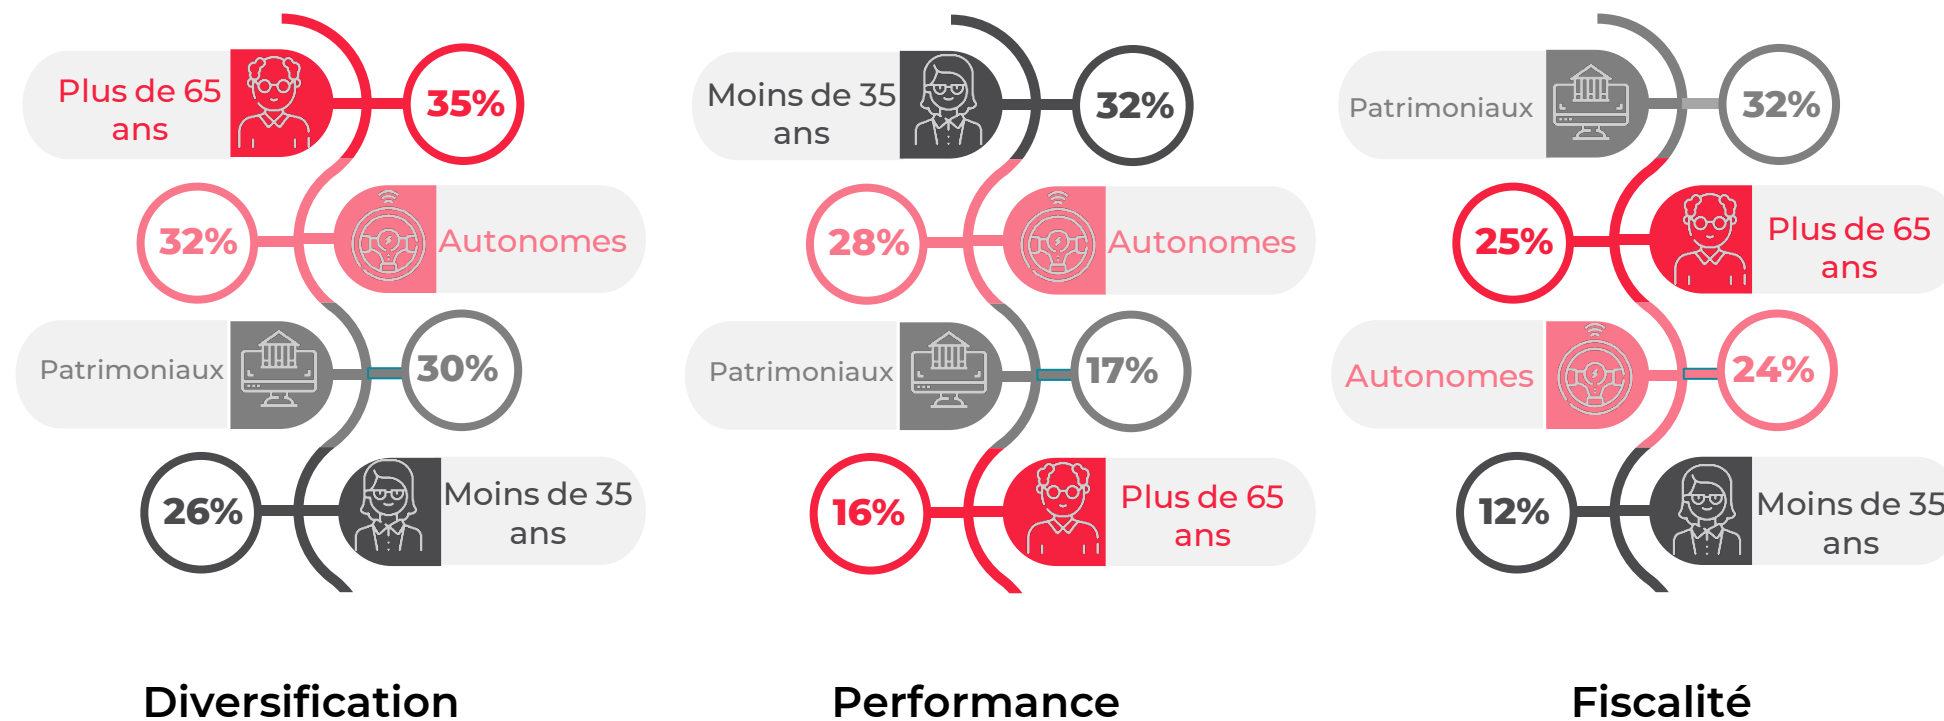 Plus de 65
ans
35%
32%
Autonomes
Patrimoniaux
30%
26%
Moins de 35
ans
Diversification
Moins de 35
ans
32%
28%
Autonomes
Patrimoniaux
17%
16%
Plus de 65
ans
Performance
Patrimoniaux
32%
25%
Plus de 65
ans
Autonomes
24%
12%
Moins de 35
ans
Fiscalité